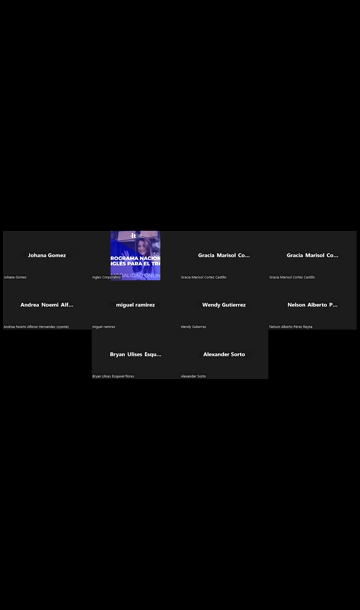 Johana Gomez
Johana Gomez
PROGRAMA NACION
INGLÉS PARA EL TRA
Ingles Corporativo
Gracia Marisol Co...
Gracia Marisol Cortez Castillo
Gracia Marisol Co...
Gracia Marisol Cortez Castillo
Andrea Noemi Alf...
Andrea Noemi Alfonso Hernandez (oyente)
miguel ramirez
miguel ramirez
Wendy Gutierrez
Wendy Gutierrez
Nelson Alberto P...
Nelson Alberto Pérez Reyna
Bryan Ulises Esqu...
Bryan Ulises Esquivel flores
Alexander Sorto
Alexander Sorto